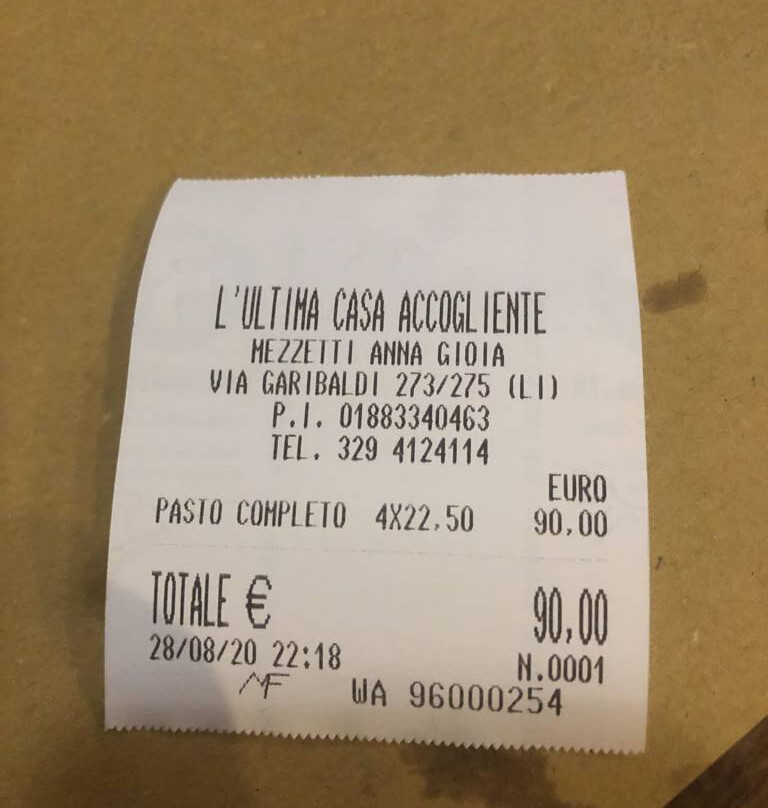 L'ULTIMA CASA ACCOGLIENTE
MEZZETTI ANNA GIOIA
VIA GARIBALDI 273/275 (LI)
P.I. 01883340463
TEL. 329 4124114
EURO
PASTO COMPLETO 4X22,50 90,00
TOTALE € 90,00
28/08/20 22:18 N.0001
MF WA 96000254